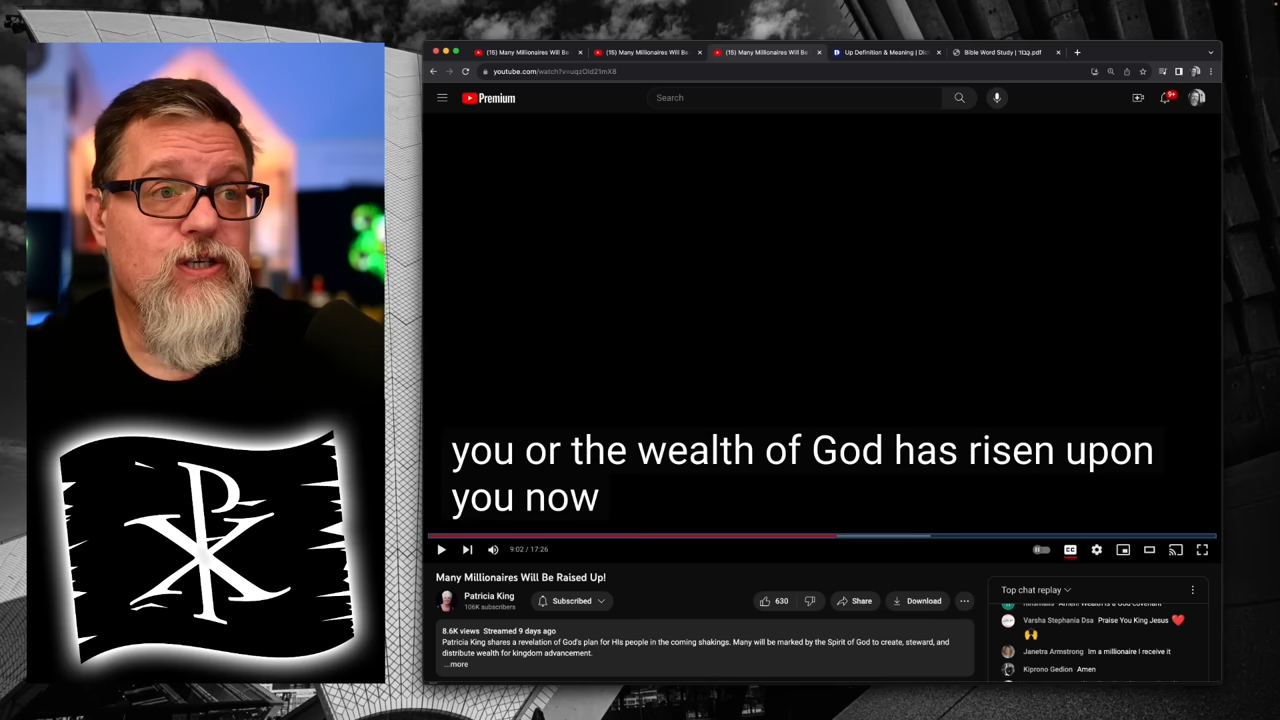 (15) Many Millionaires Will Be
(15) Many Millionaires Will Be
(15) Many Millionaires Will Be
Up Definition & Meaning | Dict
Bible Word Study | כָּבוֹד.pdf
youtube.com/watch?v=uqzOld21mX8
Premium
Search
9+
you or the wealth of God has risen upon
you now
9:02 / 17:26
CC
Many Millionaires Will Be Raised Up!
Patricia King
106K subscribers
Subscribed
630
Share
Download
8.6K views Streamed 9 days ago
Patricia King shares a revelation of God's plan for HIs people in the coming shakings. Many will be marked by the Spirit of God to create, steward, and
distribute wealth for kingdom advancement.
...more
Top chat replay
Varsha Stephania Dsa Praise You King Jesus
Janetra Armstrong Im a millionaire I receive it
Kiprono Gedion Amen